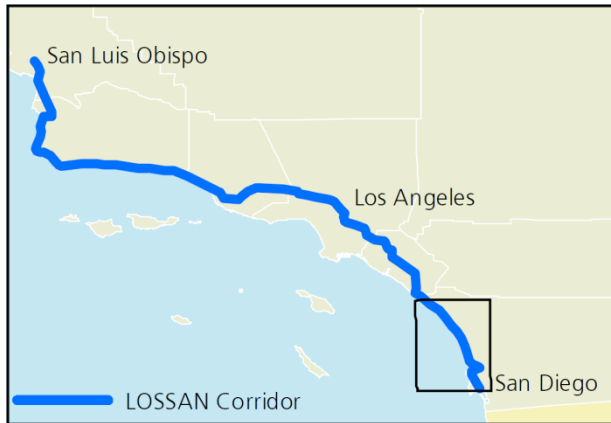 San Luis Obispo
Los Angeles
San Diego
LOSSAN Corridor